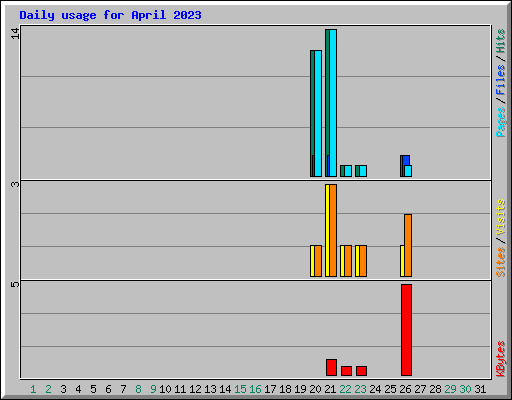 Daily usage for April 2023
14
3
5
Pages / Files / Hits
Sites / Visits
KBytes
1 2 3 4 5 6 7 8 9 10 11 12 13 14 15 16 17 18 19 20 21 22 23 24 25 26 27 28 29 30 31